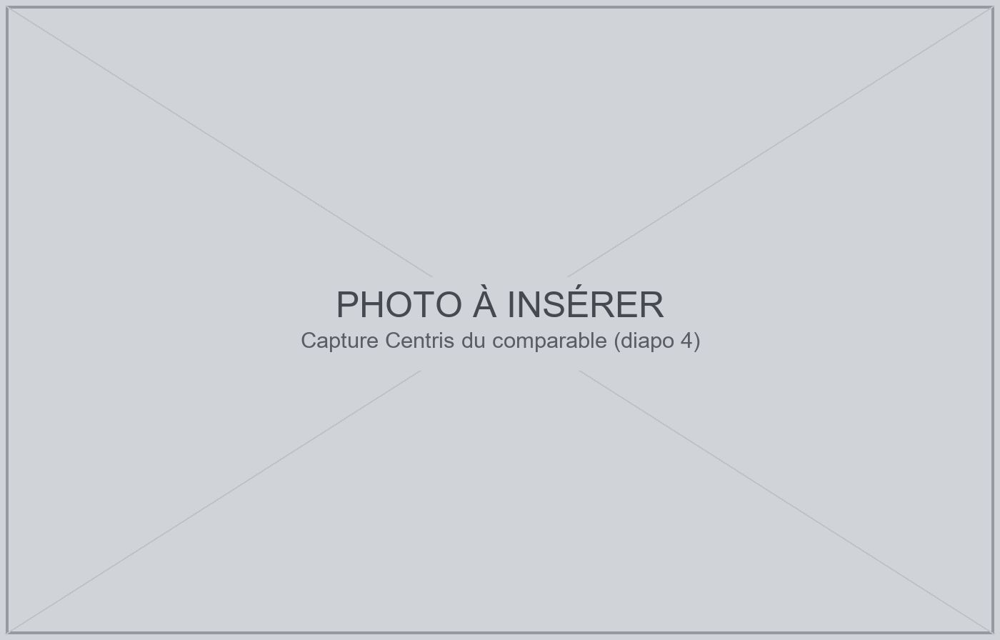 PHOTO À INSÉRER
Capture Centris du comparable (diapo 4)